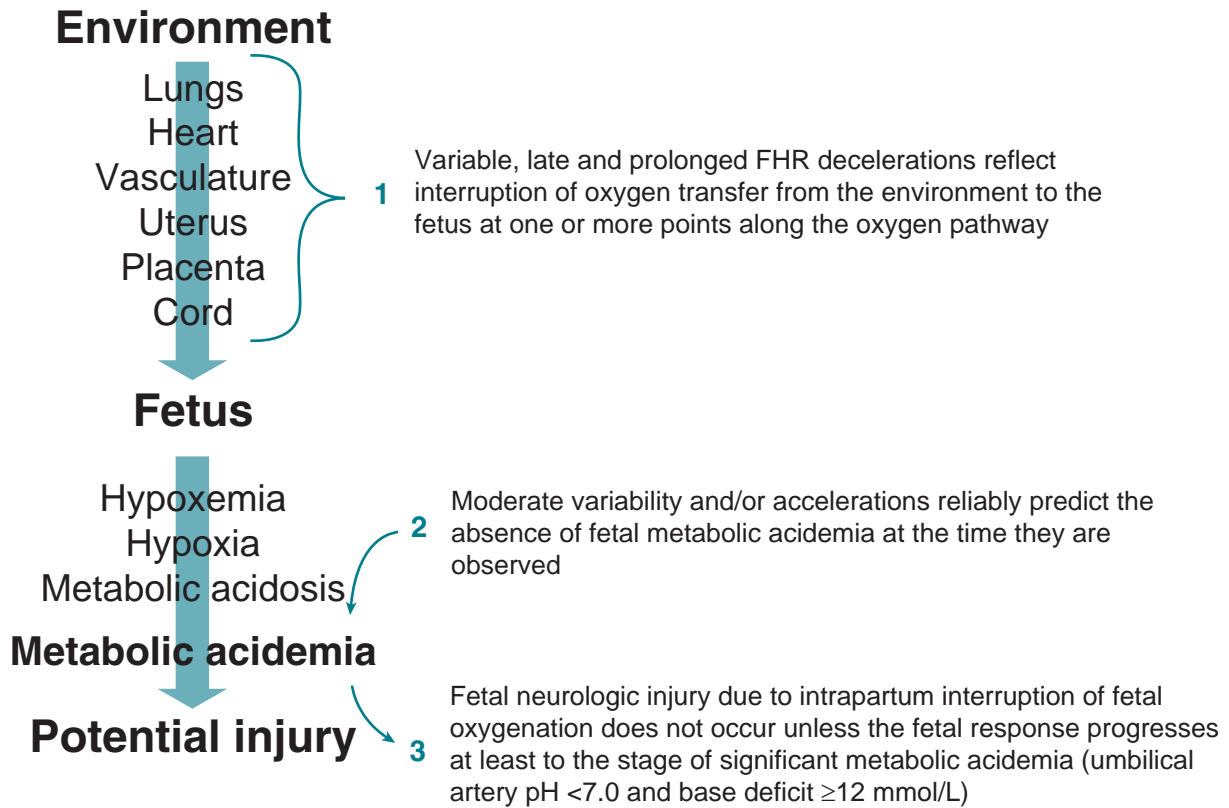 Environment
Lungs
Heart
Vasculature
Uterus
Placenta
Cord
1
Variable, late and prolonged FHR decelerations reflect
interruption of oxygen transfer from the environment to the
fetus at one or more points along the oxygen pathway
Fetus
Hypoxemia
Hypoxia
Metabolic acidosis
2
Moderate variability and/or accelerations reliably predict the
absence of fetal metabolic acidemia at the time they are
observed
Metabolic acidemia
Potential injury
3
Fetal neurologic injury due to intrapartum interruption of fetal
oxygenation does not occur unless the fetal response progresses
at least to the stage of significant metabolic acidemia (umbilical
artery pH <7.0 and base deficit ≥12 mmol/L)